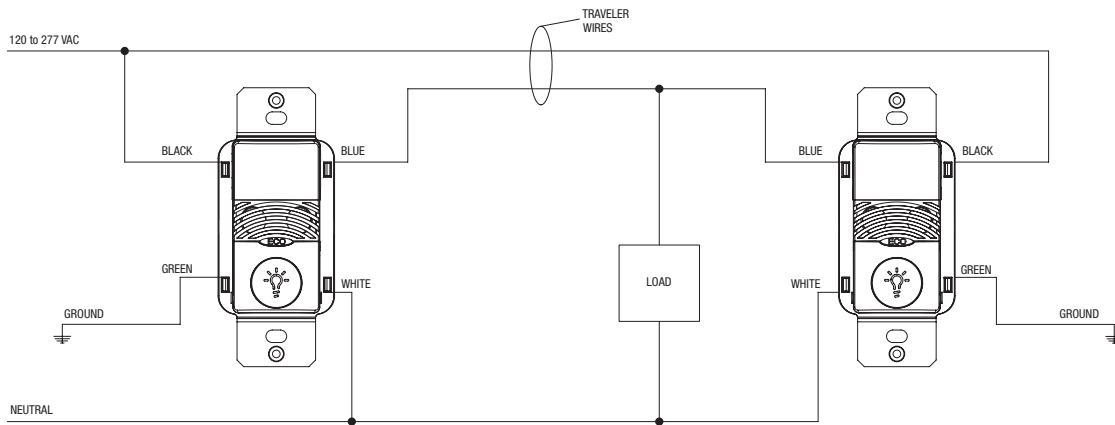 TRAVELER
WIRES
120 to 277 VAC
BLACK
BLUE
BLUE
BLACK
ECO
ECO
GREEN
WHITE
LOAD
WHITE
GREEN
GROUND
GROUND
NEUTRAL